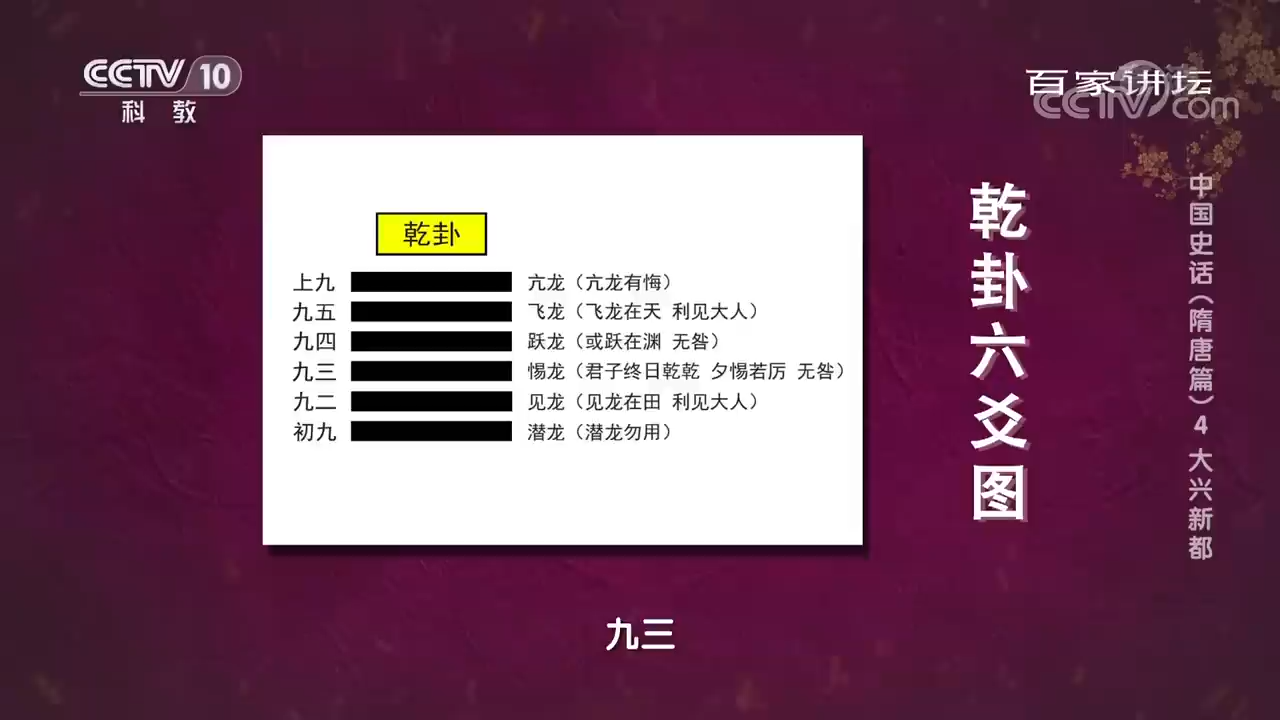 CCTV 10
科 教
百家讲坛
CCTV.com
乾卦
上九 亢龙（亢龙有悔）
九五 飞龙（飞龙在天 利见大人）
九四 跃龙（或跃在渊 无咎）
九三 惕龙（君子终日乾乾 夕惕若厉 无咎）
九二 见龙（见龙在田 利见大人）
初九 潜龙（潜龙勿用）
乾卦六爻图
中国史话（隋唐篇）4 大兴新都
九三